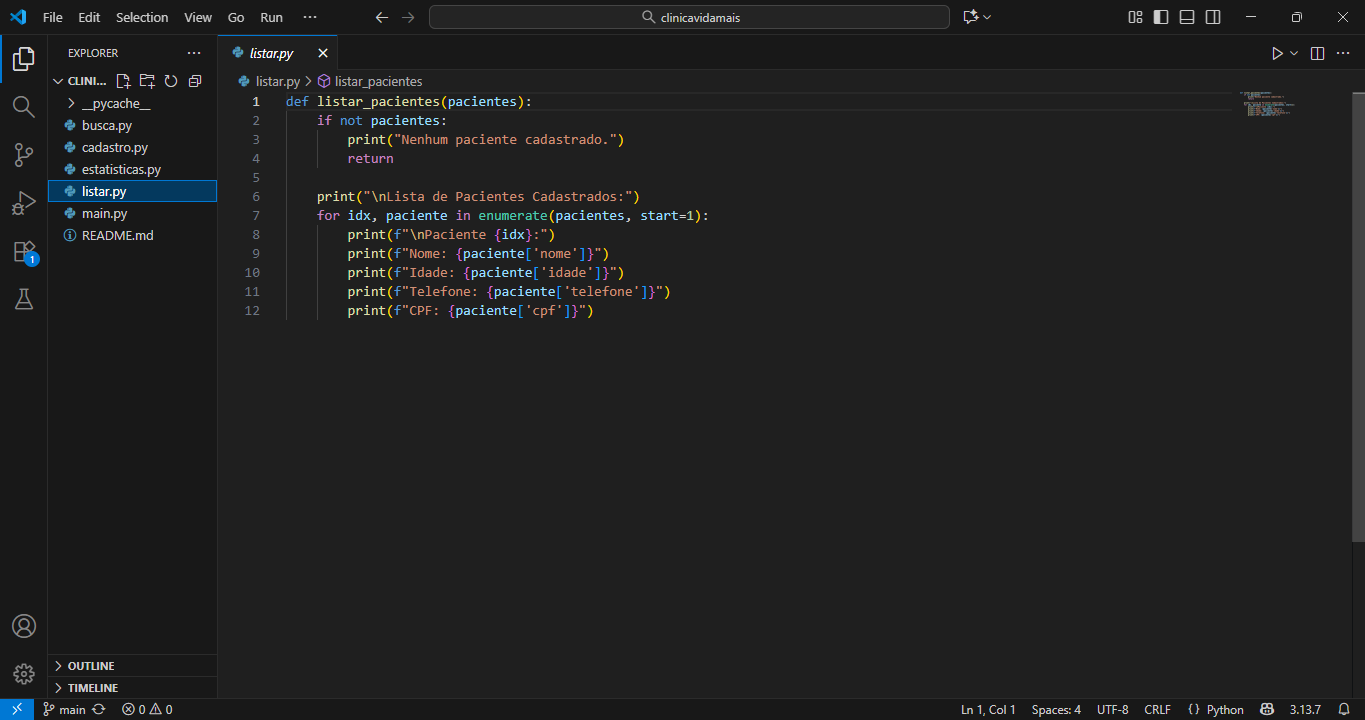 File Edit Selection View Go Run ··· clinicavidamais
EXPLORER ···
CLINI...
__pycache__
busca.py
cadastro.py
estatisticas.py
listar.py
main.py
README.md
1
OUTLINE
TIMELINE
listar.py
listar.py > listar_pacientes
1 def listar_pacientes(pacientes):
2     if not pacientes:
3         print("Nenhum paciente cadastrado.")
4         return
5
6     print("\nLista de Pacientes Cadastrados:")
7     for idx, paciente in enumerate(pacientes, start=1):
8         print(f"\nPaciente {idx}:")
9         print(f"Nome: {paciente['nome']}")
10         print(f"Idade: {paciente['idade']}")
11         print(f"Telefone: {paciente['telefone']}")
12         print(f"CPF: {paciente['cpf']}")
main 0 0 Ln 1, Col 1 Spaces: 4 UTF-8 CRLF {} Python 3.13.7